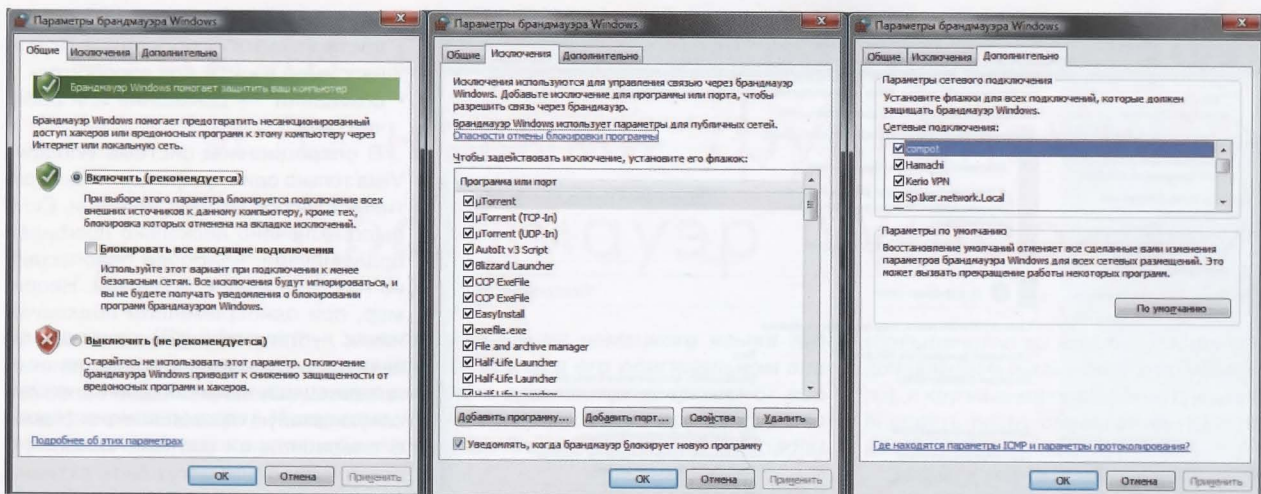 Параметры брандмауэра Windows
Общие
Исключения
Дополнительно
Брандмауэр Windows помогает защитить ваш компьютер
Брандмауэр Windows помогает предотвратить несанкционированный
доступ хакеров или вредоносных программ к этому компьютеру через
Интернет или локальную сеть.
Включить (рекомендуется)
При выборе этого параметра блокируется подключение всех
внешних источников к данному компьютеру, кроме тех,
блокировка которых отменена на вкладке исключений.
Блокировать все входящие подключения
Используйте этот вариант при подключении к менее
безопасным сетям. Все исключения будут игнорироваться, и
вы не будете получать уведомления о блокировании
программ брандмауэром Windows.
Выключить (не рекомендуется)
Старайтесь не использовать этот параметр. Отключение
брандмауэра Windows приводит к снижению защищенности от
вредоносных программ и хакеров.
Подробнее об этих параметрах
ОК
Отмена
Применить
Параметры брандмауэра Windows
Общие
Исключения
Дополнительно
Исключения используются для управления связью через брандмауэр
Windows. Добавьте исключение для программы или порта, чтобы
разрешить связь через брандмауэр.
Брандмауэр Windows использует параметры для публичных сетей.
Опасности отмены блокировки программы
Чтобы задействовать исключение, установите его флажок:
Программа или порт
µTorrent
µTorrent (TCP-In)
µTorrent (UDP-In)
AutoIt v3 Script
Blizzard Launcher
CCP ExeFile
CCP ExeFile
EasyInstall
exefile.exe
File and archive manager
Half-Life Launcher
Half-Life Launcher
Half-Life Launcher
Добавить программу...
Добавить порт...
Свойства
Удалить
Уведомлять, когда брандмауэр блокирует новую программу
ОК
Отмена
Применить
Параметры брандмауэра Windows
Общие
Исключения
Дополнительно
Параметры сетевого подключения
Установите флажки для всех подключений, которые должен
защищать брандмауэр Windows.
Сетевые подключения:
compot
Hamachi
Kerio VPN
Sp.Iker.network.Local
Параметры по умолчанию
Восстановление умолчаний отменяет все сделанные вами изменения
параметров брандмауэра Windows для всех сетевых размещений. Это
может вызвать прекращение работы некоторых программ.
По умолчанию
Где находятся параметры ICMP и параметры протоколирования?
ОК
Отмена
Применить